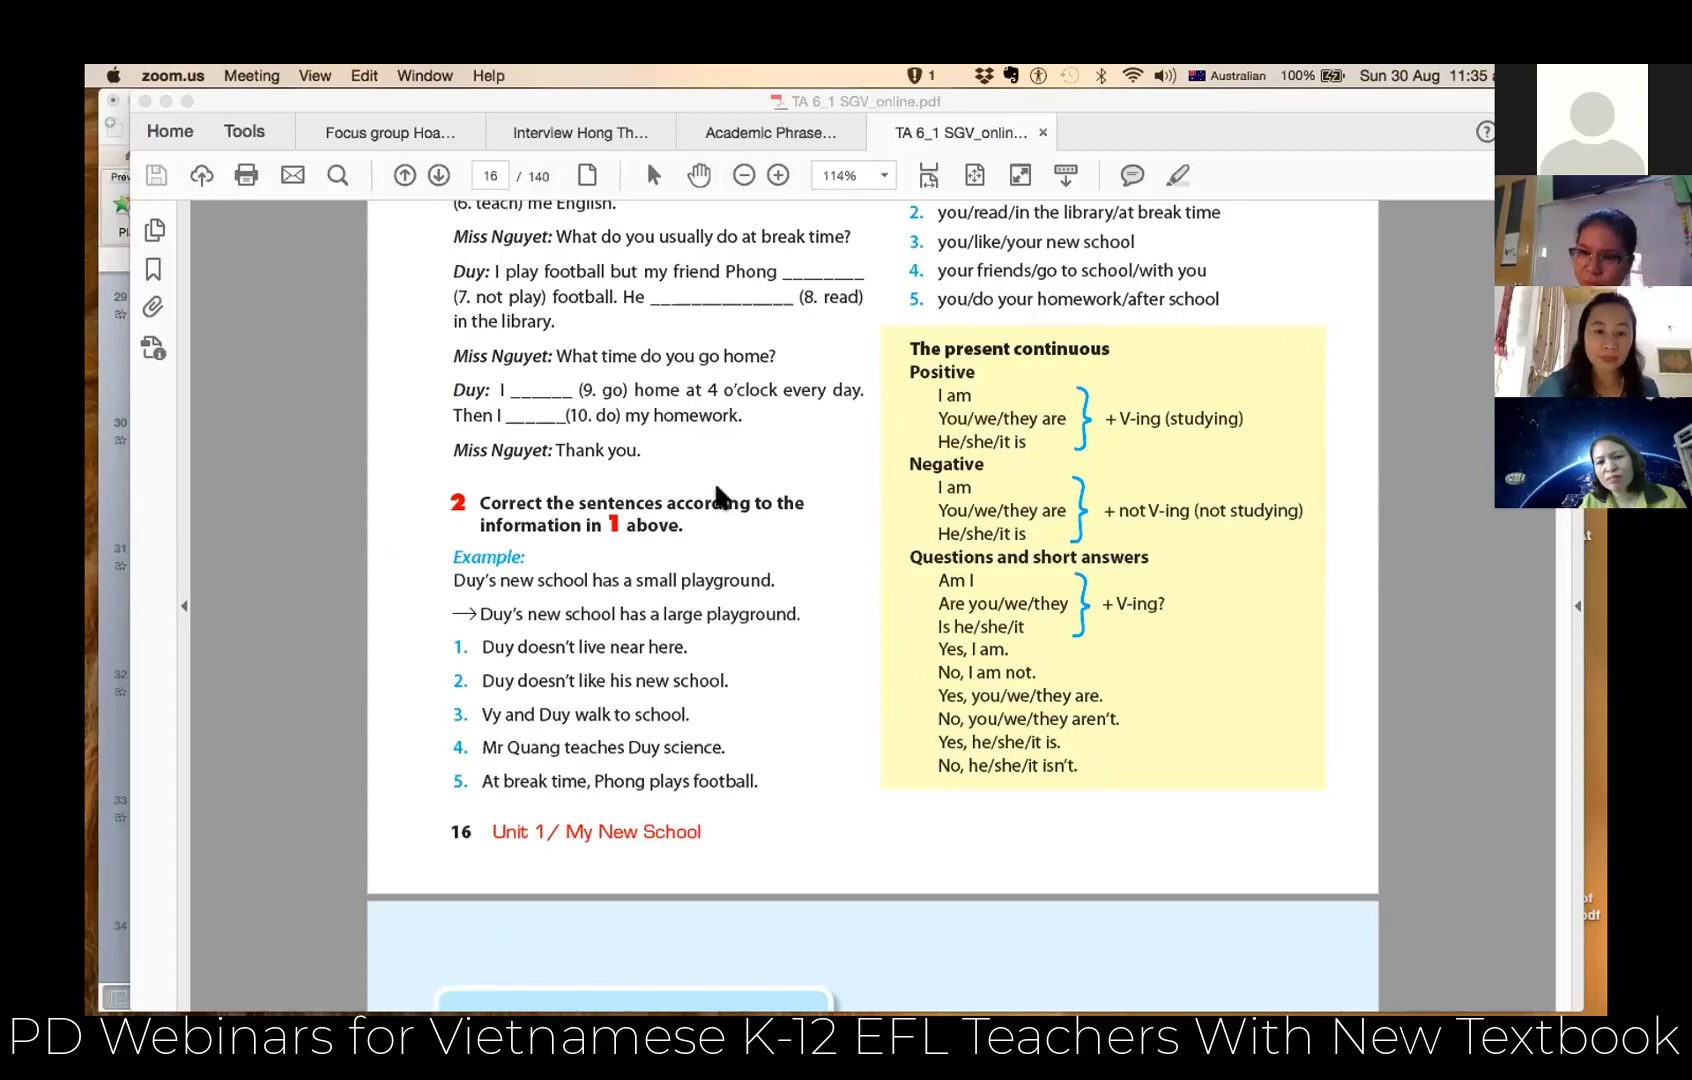 zoom.us Meeting View Edit Window Help
1 Australian 100% Sun 30 Aug 11:35
TA 6_1 SGV_online.pdf
Home Tools Focus group Hoa... Interview Hong Th... Academic Phrase... TA 6_1 SGV_onlin... ×
16 / 140 114%
(6. teach) me English.
Miss Nguyet: What do you usually do at break time?
Duy: I play football but my friend Phong ________
(7. not play) football. He ______________ (8. read)
in the library.
Miss Nguyet: What time do you go home?
Duy: I ______ (9. go) home at 4 o'clock every day.
Then I ______(10. do) my homework.
Miss Nguyet: Thank you.
2 Correct the sentences according to the
information in 1 above.
Example:
Duy's new school has a small playground.
→ Duy's new school has a large playground.
1. Duy doesn't live near here.
2. Duy doesn't like his new school.
3. Vy and Duy walk to school.
4. Mr Quang teaches Duy science.
5. At break time, Phong plays football.
16 Unit 1/ My New School
2. you/read/in the library/at break time
3. you/like/your new school
4. your friends/go to school/with you
5. you/do your homework/after school
The present continuous
Positive
I am
You/we/they are + V-ing (studying)
He/she/it is
Negative
I am
You/we/they are + not V-ing (not studying)
He/she/it is
Questions and short answers
Am I
Are you/we/they + V-ing?
Is he/she/it
Yes, I am.
No, I am not.
Yes, you/we/they are.
No, you/we/they aren't.
Yes, he/she/it is.
No, he/she/it isn't.
29
30
31
32
33
34
PD Webinars for Vietnamese K-12 EFL Teachers With New Textbook